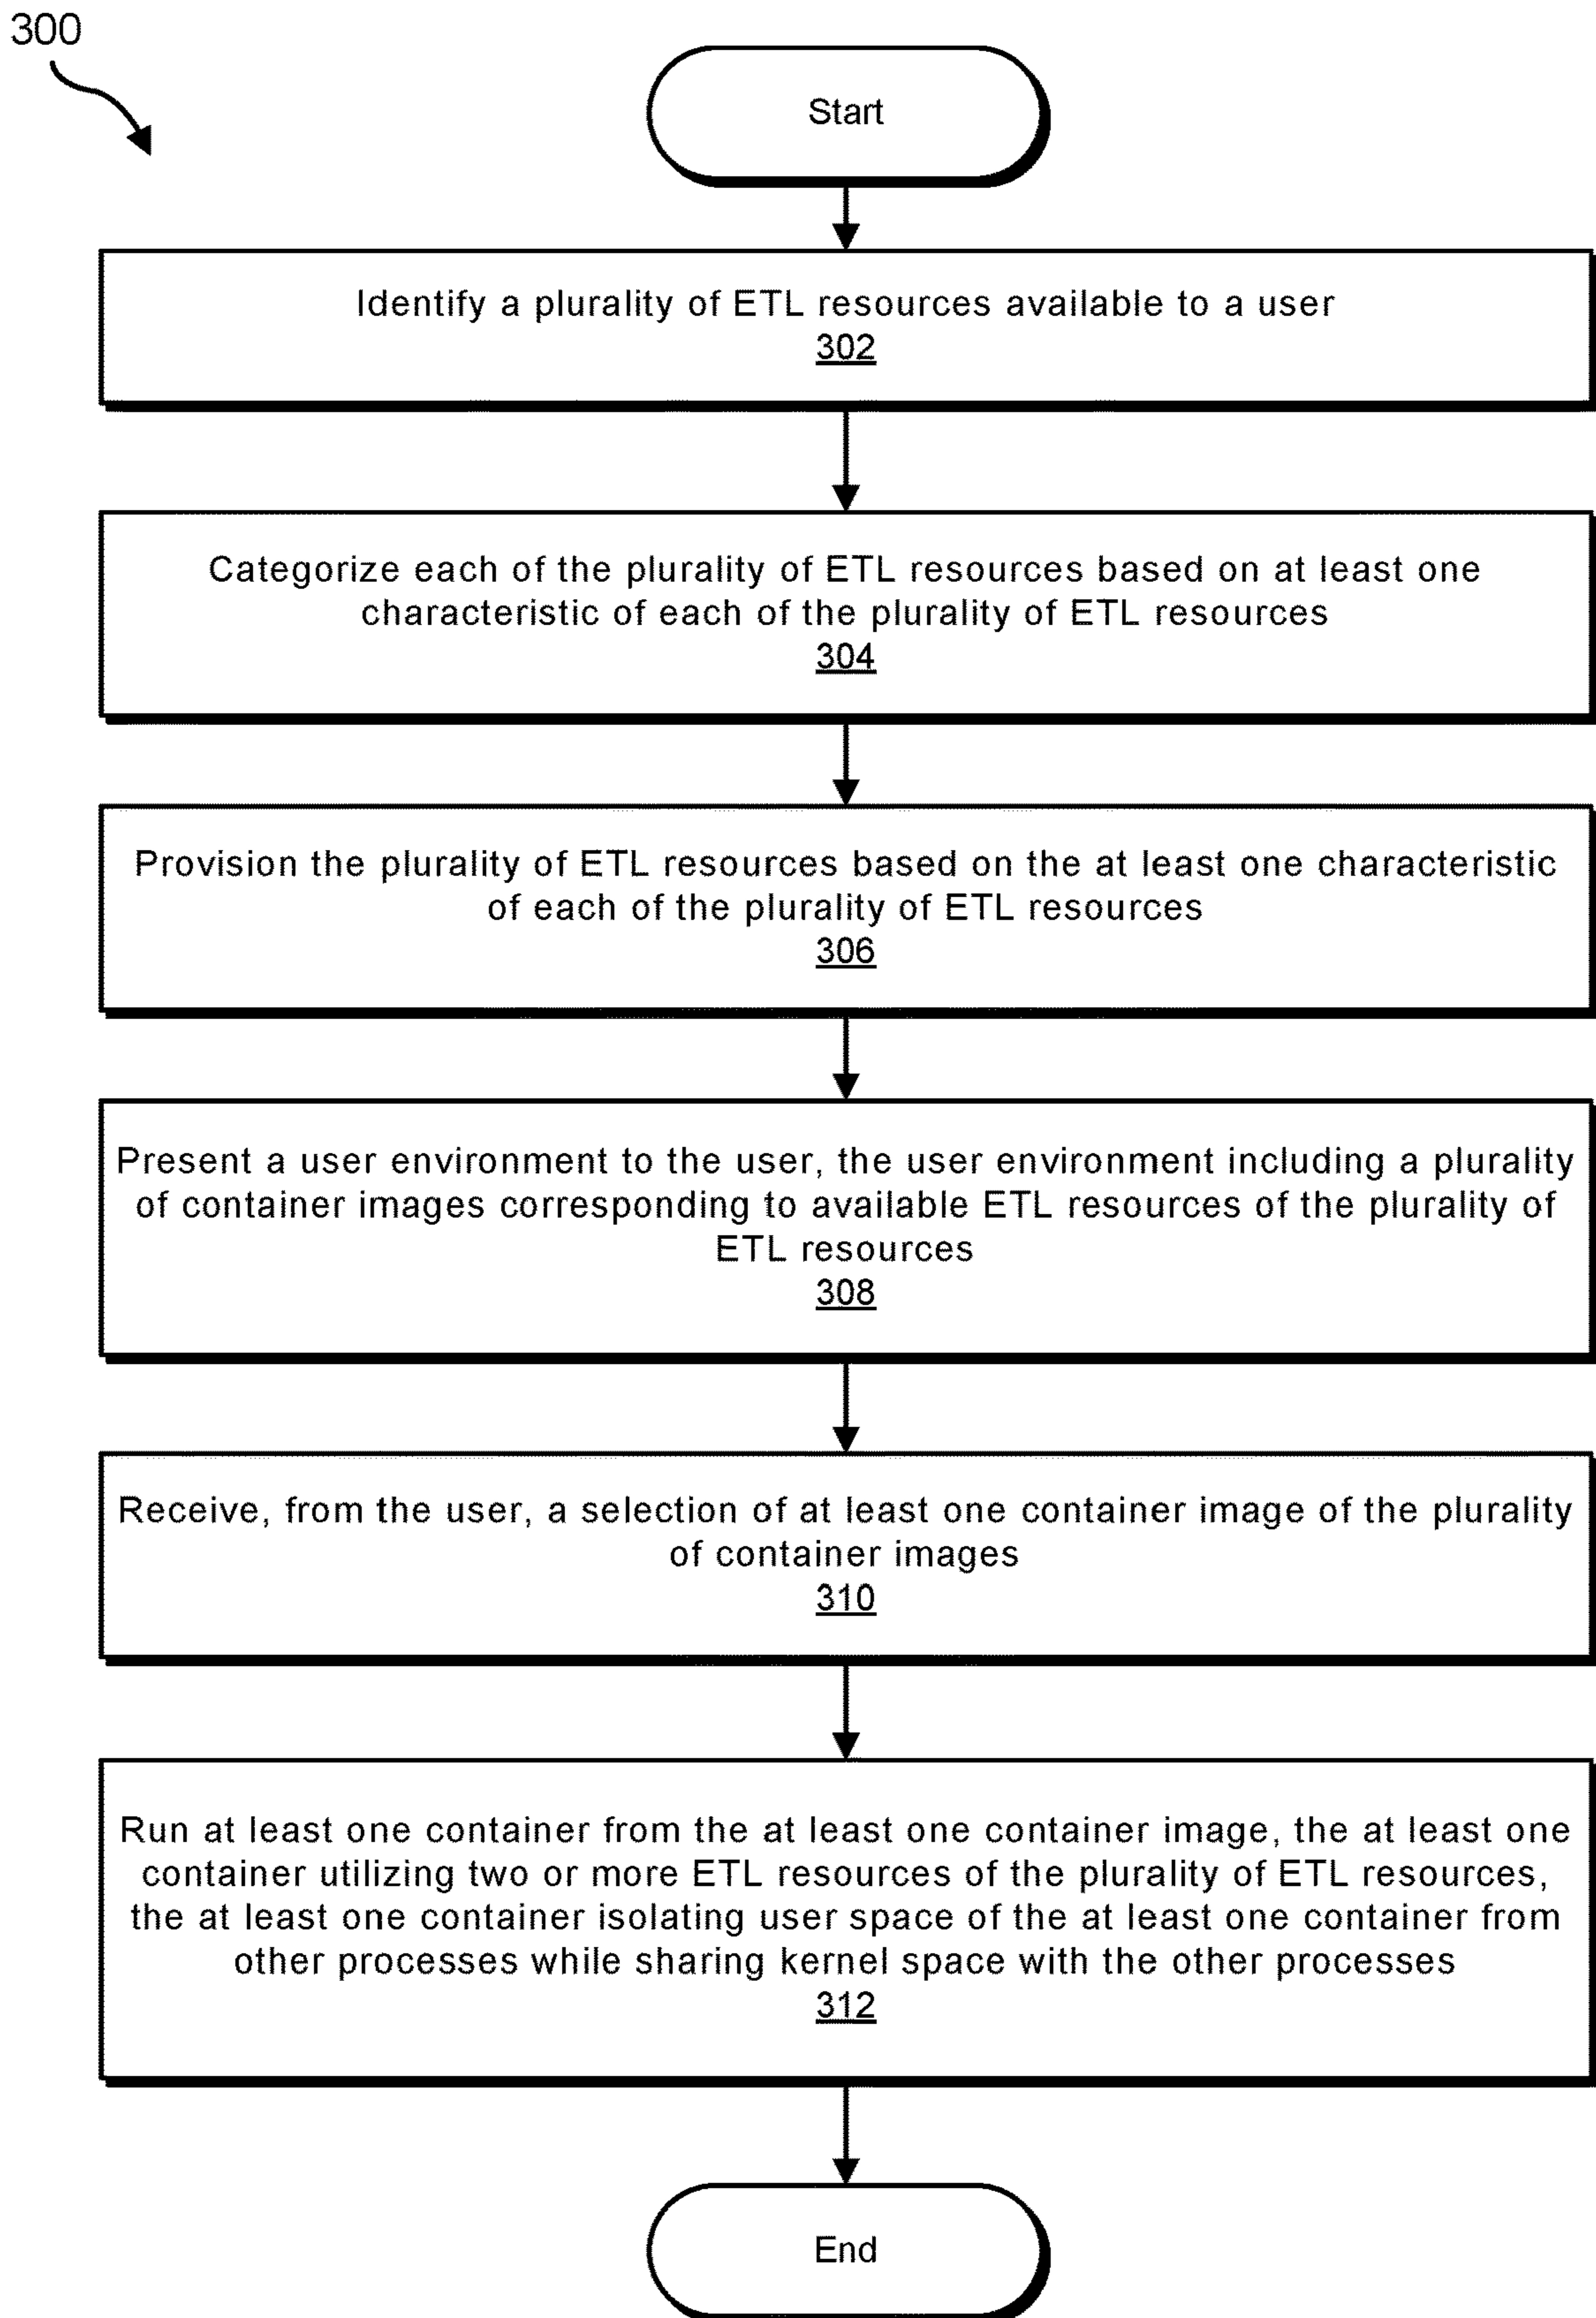 300
Start
Identify a plurality of ETL resources available to a user
302
Categorize each of the plurality of ETL resources based on at least one
characteristic of each of the plurality of ETL resources
304
Provision the plurality of ETL resources based on the at least one characteristic
of each of the plurality of ETL resources
306
Present a user environment to the user, the user environment including a plurality
of container images corresponding to available ETL resources of the plurality of
ETL resources
308
Receive, from the user, a selection of at least one container image of the plurality
of container images
310
Run at least one container from the at least one container image, the at least one
container utilizing two or more ETL resources of the plurality of ETL resources,
the at least one container isolating user space of the at least one container from
other processes while sharing kernel space with the other processes
312
End